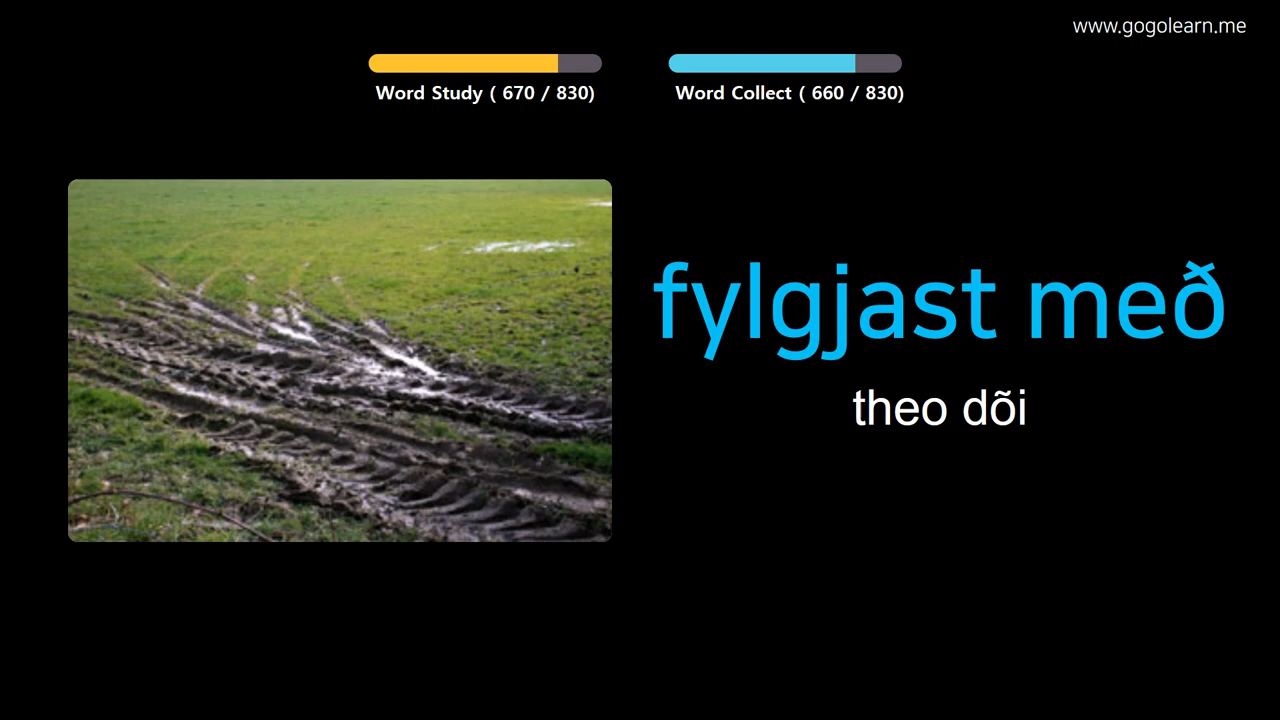 www.gogolearn.me
Word Study ( 670 / 830)
Word Collect ( 660 / 830)
fylgjast með
theo dõi